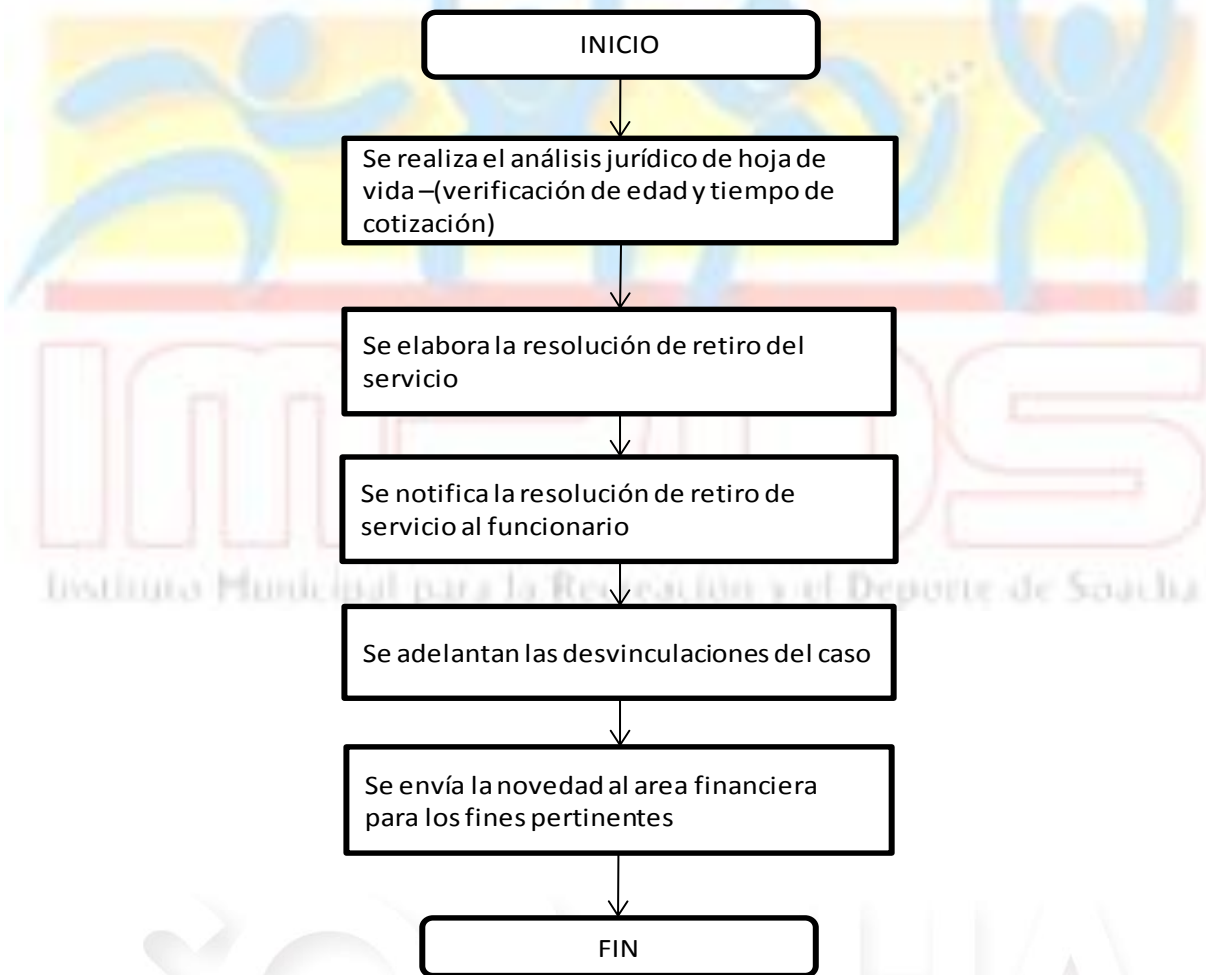 INICIO
Se realiza el análisis jurídico de hoja de
vida –(verificación de edad y tiempo de
cotización)
Se elabora la resolución de retiro del
servicio
Se notifica la resolución de retiro de
servicio al funcionario
Instituto Municipal para la Recreación y el Deporte de Soacha
Se adelantan las desvinculaciones del caso
Se envía la novedad al area financiera
para los fines pertinentes
FIN